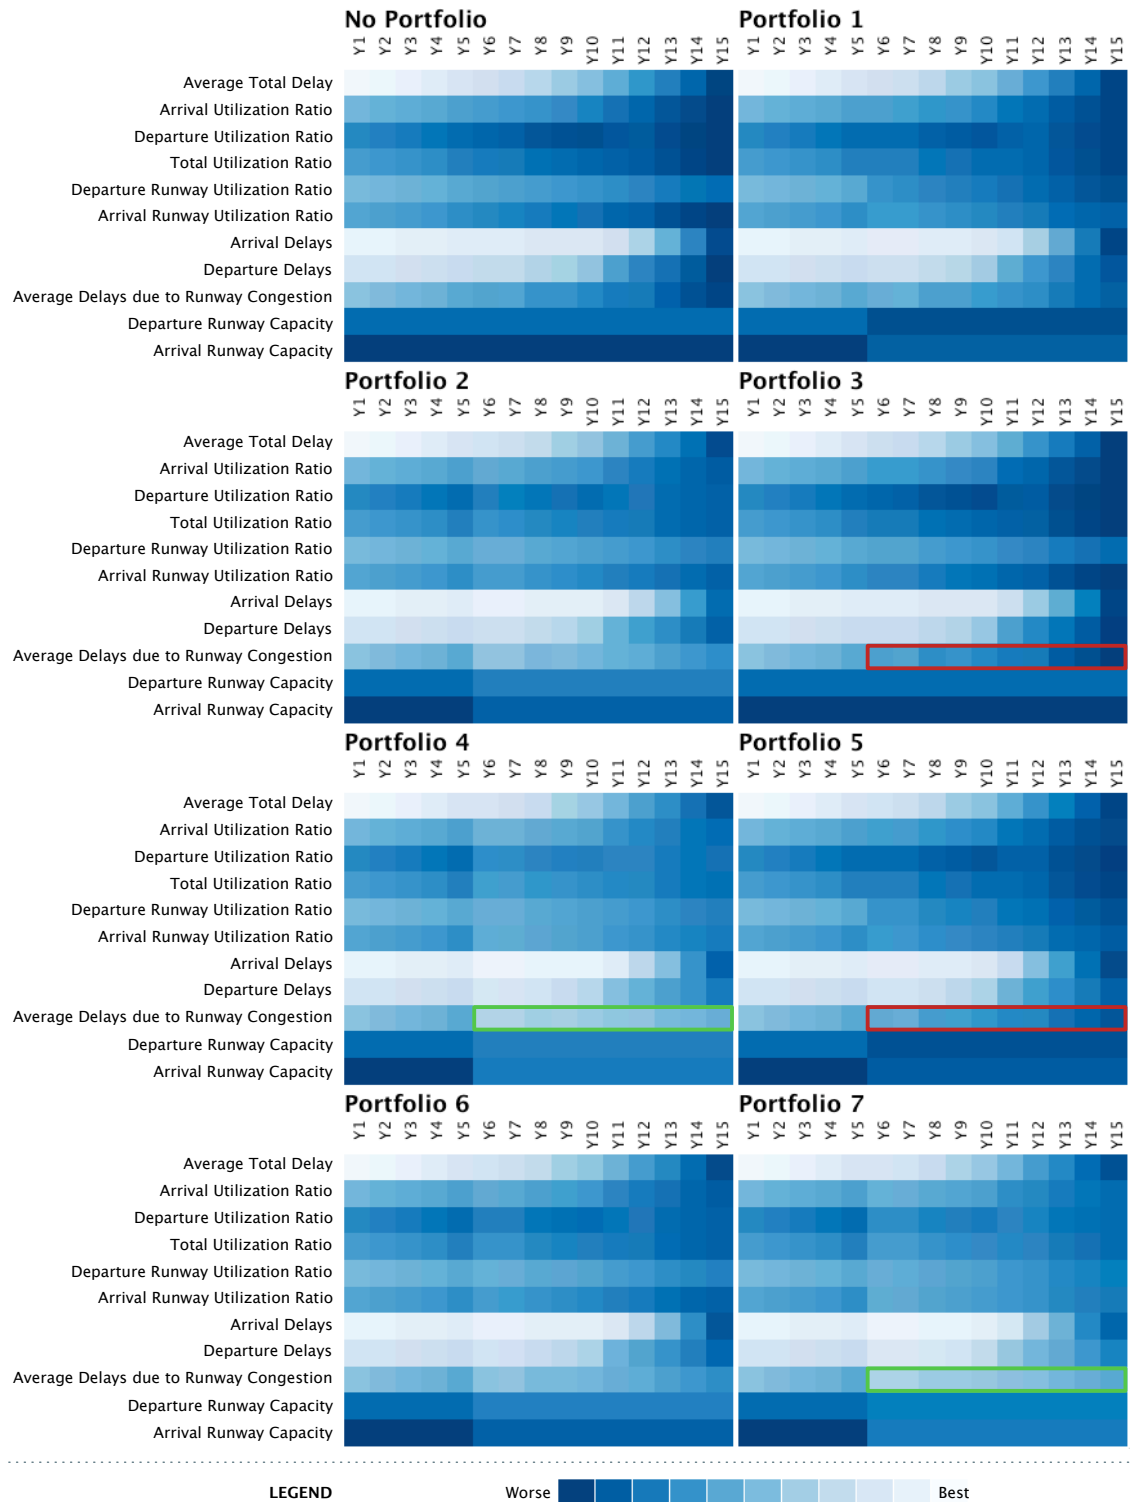 No Portfolio Portfolio 1
Y1 Y2 Y3 Y4 Y5 Y6 Y7 Y8 Y9 Y10 Y11 Y12 Y13 Y14 Y15 Y1 Y2 Y3 Y4 Y5 Y6 Y7 Y8 Y9 Y10 Y11 Y12 Y13 Y14 Y15
Average Total Delay
Arrival Utilization Ratio
Departure Utilization Ratio
Total Utilization Ratio
Departure Runway Utilization Ratio
Arrival Runway Utilization Ratio
Arrival Delays
Departure Delays
Average Delays due to Runway Congestion
Departure Runway Capacity
Arrival Runway Capacity
Portfolio 2 Portfolio 3
Y1 Y2 Y3 Y4 Y5 Y6 Y7 Y8 Y9 Y10 Y11 Y12 Y13 Y14 Y15 Y1 Y2 Y3 Y4 Y5 Y6 Y7 Y8 Y9 Y10 Y11 Y12 Y13 Y14 Y15
Average Total Delay
Arrival Utilization Ratio
Departure Utilization Ratio
Total Utilization Ratio
Departure Runway Utilization Ratio
Arrival Runway Utilization Ratio
Arrival Delays
Departure Delays
Average Delays due to Runway Congestion
Departure Runway Capacity
Arrival Runway Capacity
Portfolio 4 Portfolio 5
Y1 Y2 Y3 Y4 Y5 Y6 Y7 Y8 Y9 Y10 Y11 Y12 Y13 Y14 Y15 Y1 Y2 Y3 Y4 Y5 Y6 Y7 Y8 Y9 Y10 Y11 Y12 Y13 Y14 Y15
Average Total Delay
Arrival Utilization Ratio
Departure Utilization Ratio
Total Utilization Ratio
Departure Runway Utilization Ratio
Arrival Runway Utilization Ratio
Arrival Delays
Departure Delays
Average Delays due to Runway Congestion
Departure Runway Capacity
Arrival Runway Capacity
Portfolio 6 Portfolio 7
Y1 Y2 Y3 Y4 Y5 Y6 Y7 Y8 Y9 Y10 Y11 Y12 Y13 Y14 Y15 Y1 Y2 Y3 Y4 Y5 Y6 Y7 Y8 Y9 Y10 Y11 Y12 Y13 Y14 Y15
Average Total Delay
Arrival Utilization Ratio
Departure Utilization Ratio
Total Utilization Ratio
Departure Runway Utilization Ratio
Arrival Runway Utilization Ratio
Arrival Delays
Departure Delays
Average Delays due to Runway Congestion
Departure Runway Capacity
Arrival Runway Capacity
LEGEND Worse Best